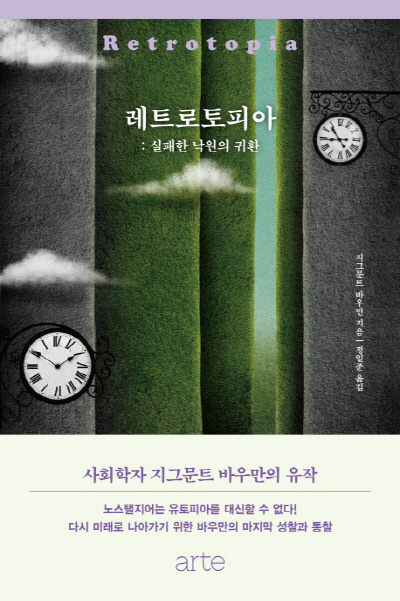 Retrotopia
레트로토피아
: 실패한 낙원의 귀환
지그문트 바우만 지음 | 정일준 옮김
사회학자 지그문트 바우만의 유작
노스탤지어는 유토피아를 대신할 수 없다!
다시 미래로 나아가기 위한 바우만의 마지막 성찰과 통찰
arte